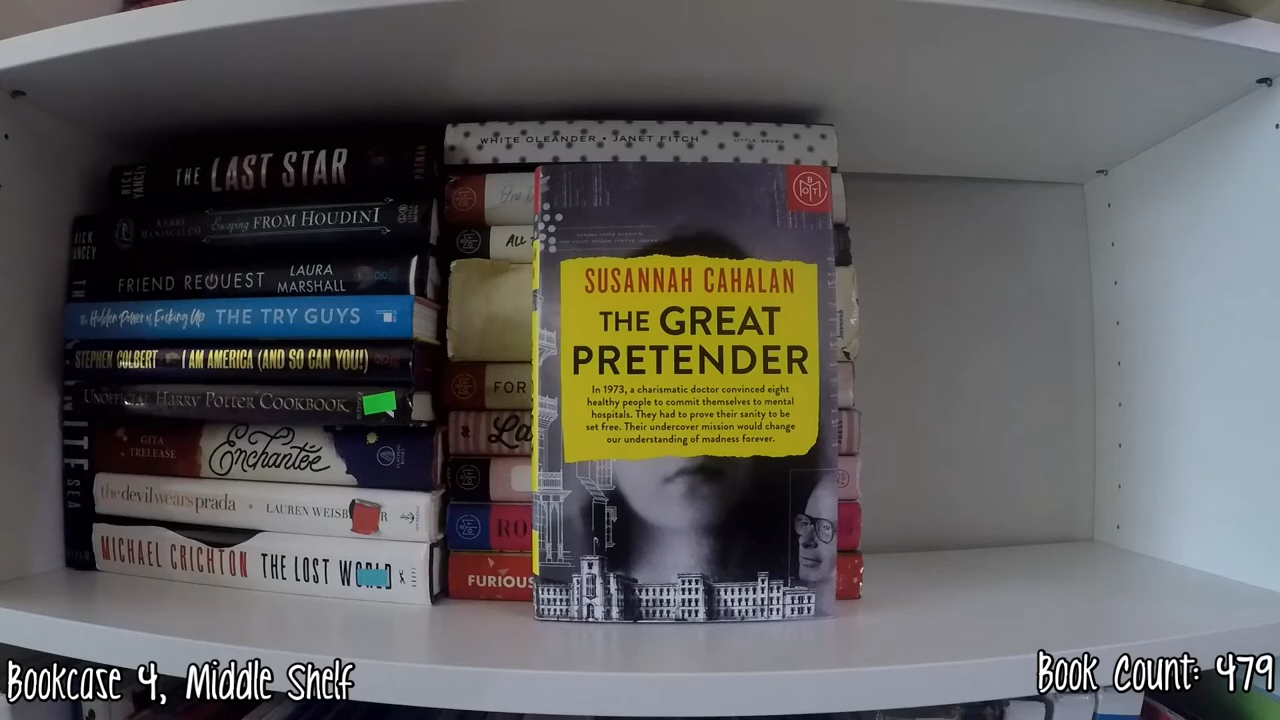 RICK YANCEY THE LAST STAR PUTNAM
KERRI MANISCALCO Escaping FROM HOUDINI
FRIEND REQUEST LAURA MARSHALL
The Hidden Power of F*cking Up THE TRY GUYS
STEPHEN COLBERT I AM AMERICA (AND SO CAN YOU!)
UNOFFICIAL HARRY POTTER COOKBOOK
GITA TRELEASE Enchantée
the devil wears prada • LAUREN WEISB R
MICHAEL CRICHTON THE LOST WORLD
RICK YANCEY
WHITE OLEANDER • JANET FITCH LITTLE, BROWN
ALL
FOR
La
RO
FURIOUS
BOTM
SUSANNAH CAHALAN
THE GREAT
PRETENDER
In 1973, a charismatic doctor convinced eight
healthy people to commit themselves to mental
hospitals. They had to prove their sanity to be
set free. Their undercover mission would change
our understanding of madness forever.
Bookcase 4, Middle Shelf
Book Count: 479